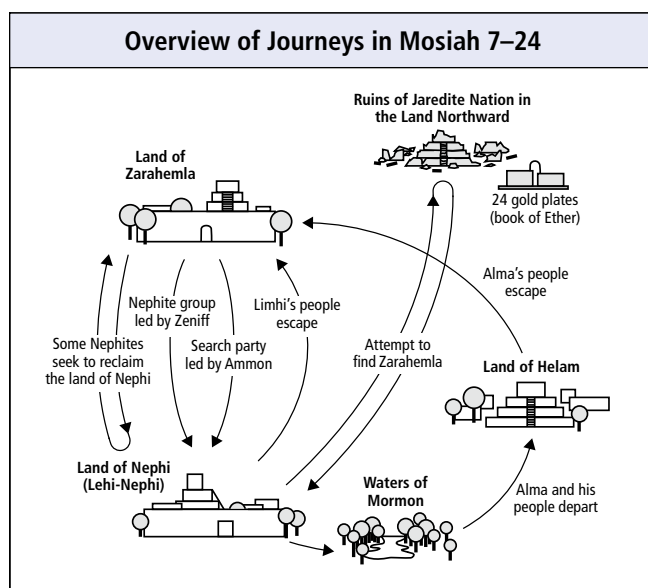 Overview of Journeys in Mosiah 7–24
Ruins of Jaredite Nation in
the Land Northward
Land of
Zarahemla
24 gold plates
(book of Ether)
Alma's people
escape
Nephite group
led by Zeniff
Limhi's people
escape
Some Nephites
seek to reclaim
the land of Nephi
Search party
led by Ammon
Attempt to
find Zarahemla
Land of Helam
Land of Nephi
(Lehi-Nephi)
Waters of
Mormon
Alma and his
people depart